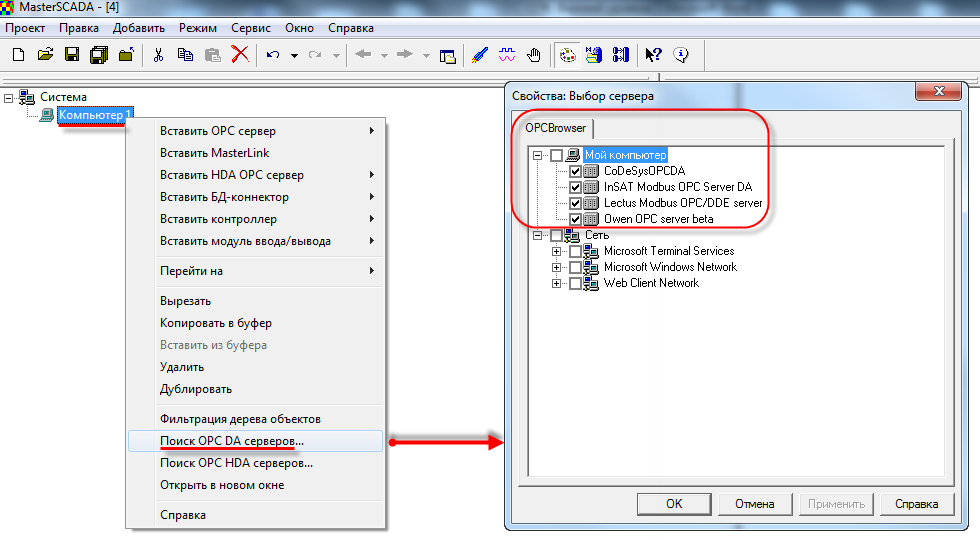 MasterSCADA - [4]
Проект Правка Добавить Режим Сервис Окно Справка
Система
Компьютер 1
Вставить OPC сервер
Вставить MasterLink
Вставить HDA OPC сервер
Вставить БД-коннектор
Вставить контроллер
Вставить модуль ввода/вывода
Перейти на
Вырезать
Копировать в буфер
Вставить из буфера
Удалить
Дублировать
Фильтрация дерева объектов
Поиск OPC DA серверов...
Поиск OPC HDA серверов...
Открыть в новом окне
Справка
Свойства: Выбор сервера
OPCBrowser
Мой компьютер
CoDeSysOPCDA
InSAT Modbus OPC Server DA
Lectus Modbus OPC/DDE server
Owen OPC server beta
Сеть
Microsoft Terminal Services
Microsoft Windows Network
Web Client Network
OK Отмена Применить Справка